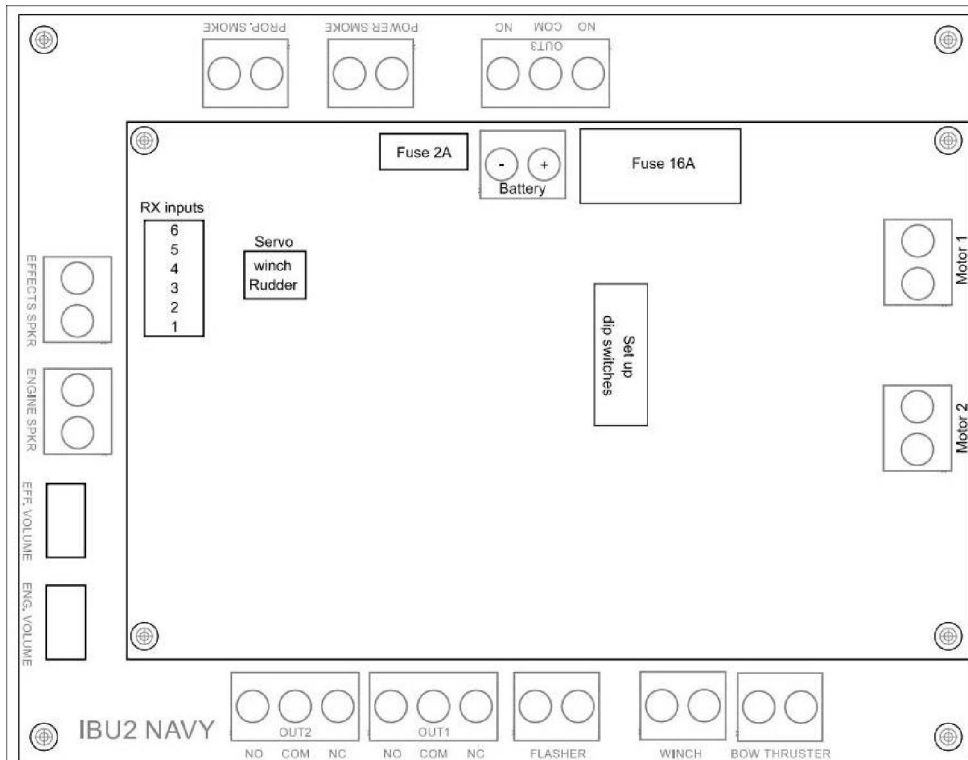 PROP. SMOKE
POWER SMOKE
NC COM NO
OUT3
Fuse 2A
- +
Battery
Fuse 16A
RX inputs
6
5
4
3
2
1
Servo
winch
Rudder
EFFECTS SPKR
ENGINE SPKR
EFF. VOLUME
ENG. VOLUME
Set up
dip switches
Motor 1
Motor 2
IBU2 NAVY
OUT2
NO COM NC
OUT1
NO COM NC
FLASHER
WINCH
BOW THRUSTER